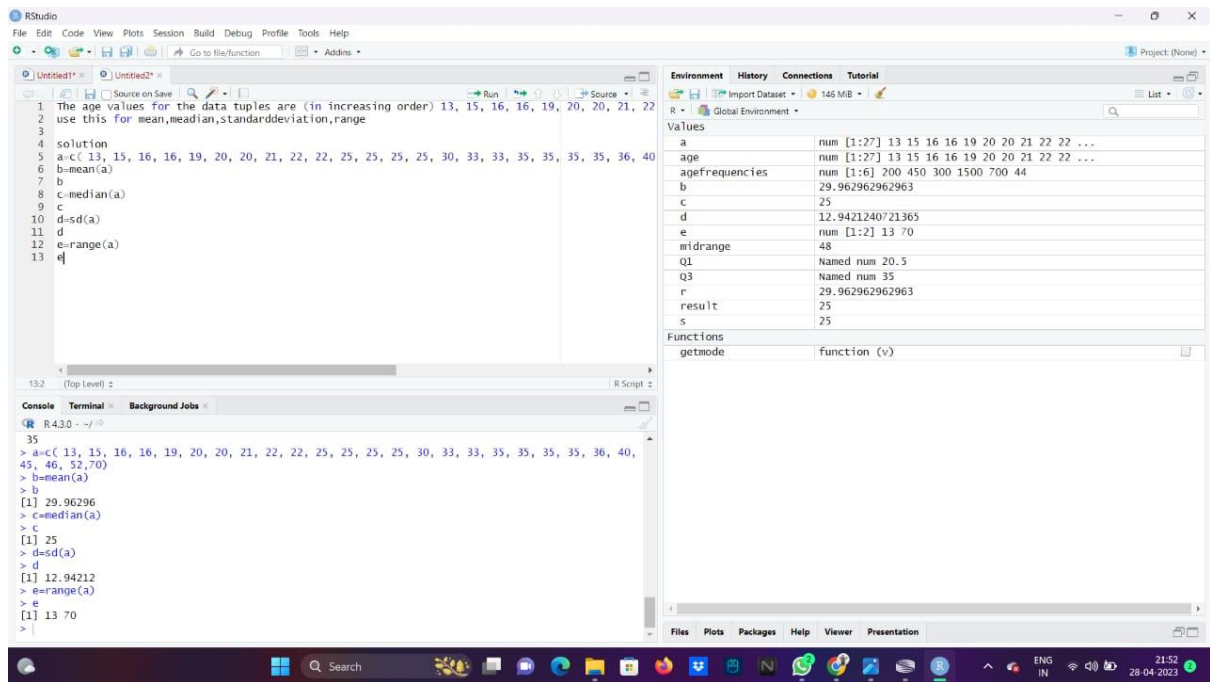 RStudio
File Edit Code View Plots Session Build Debug Profile Tools Help
Go to file/function Addins Project: (None)
Untitled1* Untitled2*
Source on Save Run Source
1 The age values for the data tuples are (in increasing order) 13, 15, 16, 16, 19, 20, 20, 21, 22
2 use this for mean,meadian,standarddeviation,range
3
4 solution
5 a=c( 13, 15, 16, 16, 19, 20, 20, 21, 22, 22, 25, 25, 25, 25, 30, 33, 33, 35, 35, 35, 35, 36, 40
6 b=mean(a)
7 b
8 c=median(a)
9 c
10 d=sd(a)
11 d
12 e=range(a)
13 e
13:2 (Top Level) R Script
Console Terminal Background Jobs
R 4.3.0 · ~/
35
> a=c( 13, 15, 16, 16, 19, 20, 20, 21, 22, 22, 25, 25, 25, 25, 30, 33, 33, 35, 35, 35, 35, 36, 40,
45, 46, 52,70)
> b=mean(a)
> b
[1] 29.96296
> c=median(a)
> c
[1] 25
> d=sd(a)
> d
[1] 12.94212
> e=range(a)
> e
[1] 13 70
>
Environment History Connections Tutorial
Import Dataset 146 MiB List
R Global Environment
Values
a num [1:27] 13 15 16 16 19 20 20 21 22 22 ...
age num [1:27] 13 15 16 16 19 20 20 21 22 22 ...
agefrequencies num [1:6] 200 450 300 1500 700 44
b 29.962962962963
c 25
d 12.9421240721365
e num [1:2] 13 70
midrange 48
Q1 Named num 20.5
Q3 Named num 35
r 29.962962962963
result 25
s 25
Functions
getmode function (v)
Files Plots Packages Help Viewer Presentation
Search
ENG
IN
21:52
28-04-2023